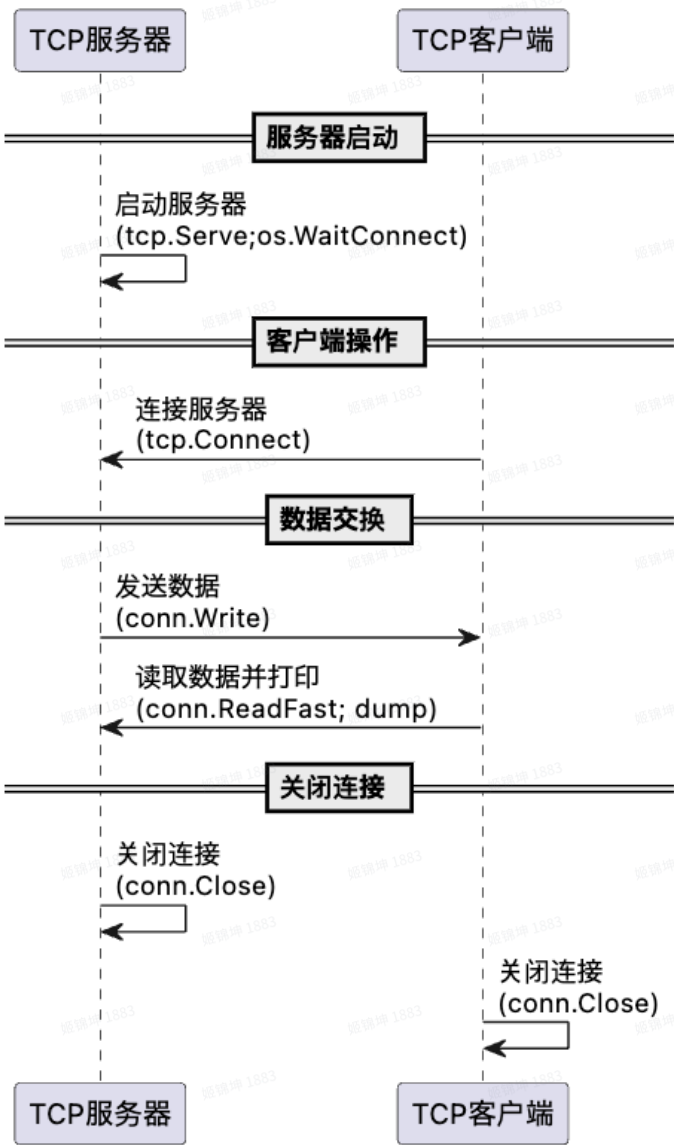 TCP服务器
TCP客户端
服务器启动
启动服务器
(tcp.Serve;os.WaitConnect)
客户端操作
连接服务器
(tcp.Connect)
数据交换
发送数据
(conn.Write)
读取数据并打印
(conn.ReadFast; dump)
关闭连接
关闭连接
(conn.Close)
关闭连接
(conn.Close)
TCP服务器
TCP客户端
姬锦坤 1883